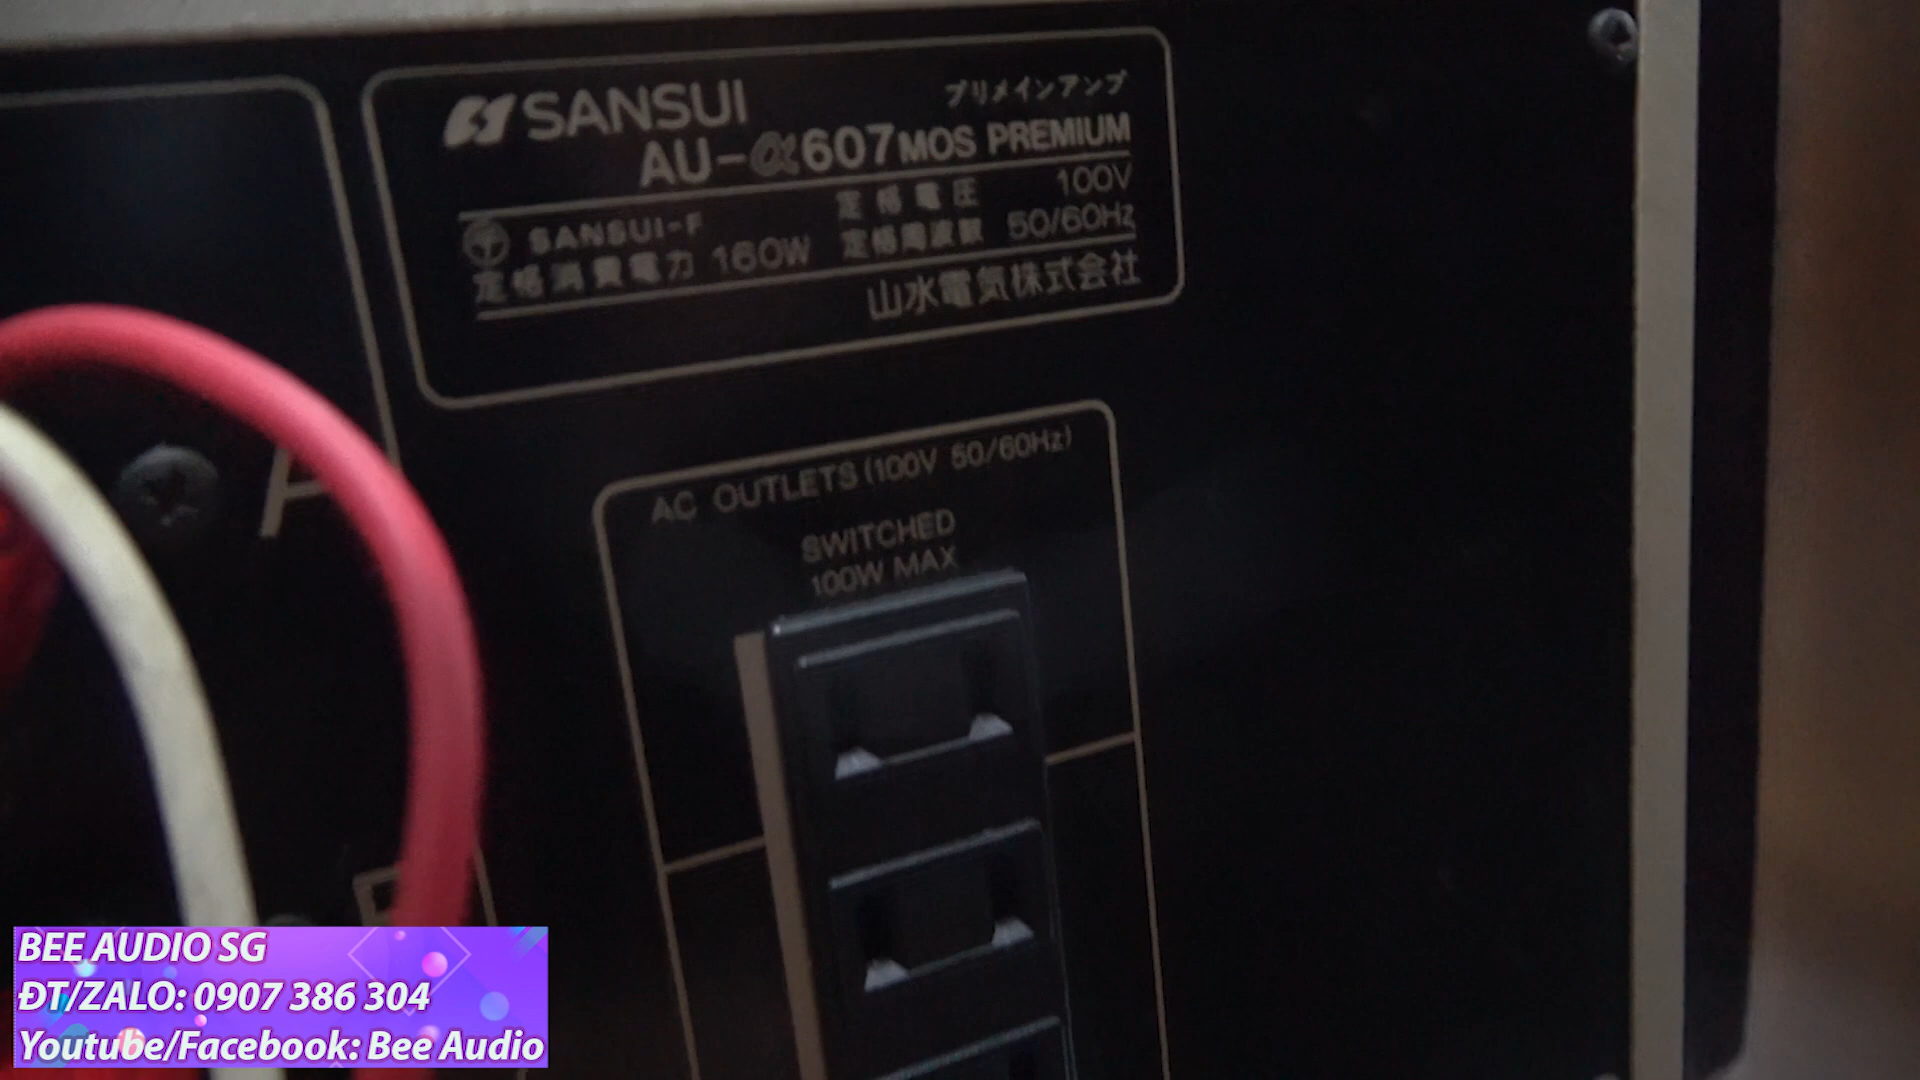 プリメインアンプ
SANSUI
AU-α607 MOS PREMIUM
SANSUI-F
定格電圧 100V
定格消費電力 160W
定格周波数 50/60Hz
山水電気株式会社
A
AC OUTLETS (100V 50/60Hz)
SWITCHED
100W MAX
BEE AUDIO SG
ĐT/ZALO: 0907 386 304
Youtube/Facebook: Bee Audio